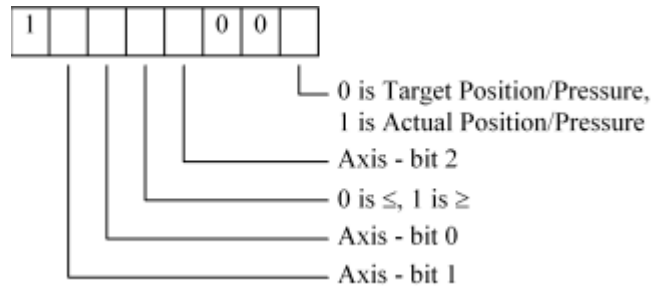 1 0 0
0 is Target Position/Pressure,
1 is Actual Position/Pressure
Axis - bit 2
0 is ≤, 1 is ≥
Axis - bit 0
Axis - bit 1